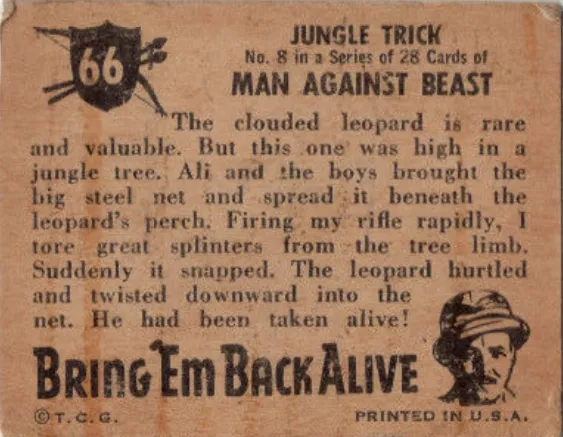 66
JUNGLE TRICK
No. 8 in a Series of 28 Cards of
MAN AGAINST BEAST
The clouded leopard is rare
and valuable. But this one was high in a
jungle tree. Ali and the boys brought the
big steel net and spread it beneath the
leopard's perch. Firing my rifle rapidly, I
tore great splinters from the tree limb.
Suddenly it snapped. The leopard hurtled
and twisted downward into the
net. He had been taken alive!
BRING 'EM BACK ALIVE
© T. C. G.
PRINTED IN U.S.A.